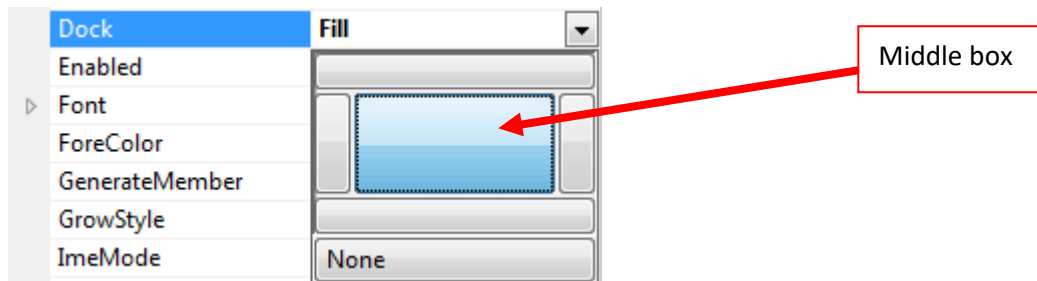 Dock Fill
Enabled
Font
ForeColor
GenerateMember
GrowStyle
ImeMode None
Middle box